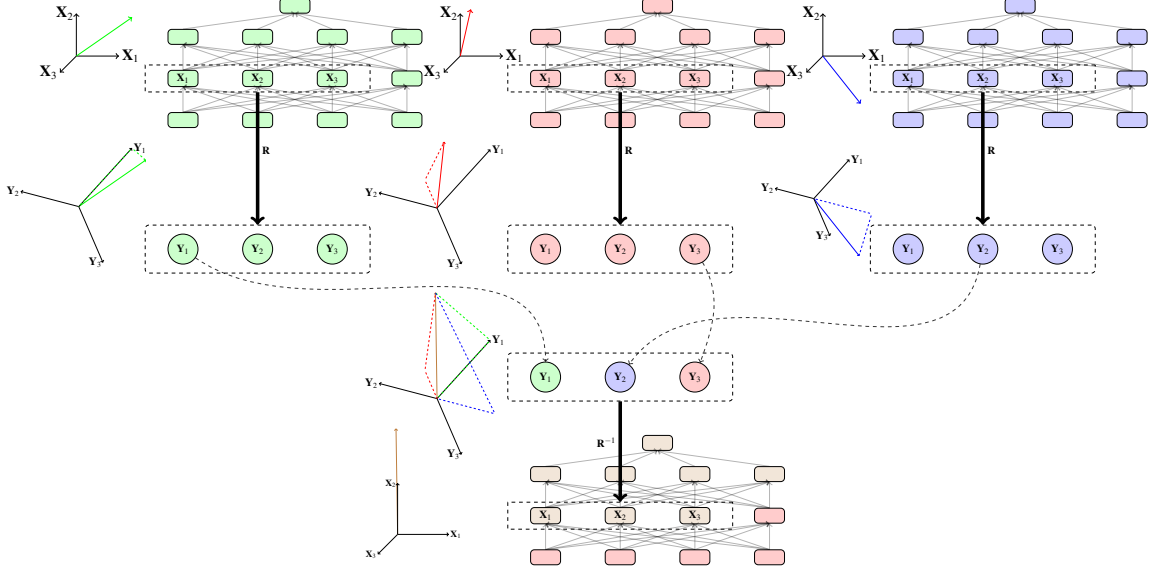 X₂ X₂ X₂
X₃ X₁ X₃ X₁ X₃ X₁
X₁ X₂ X₃ X₁ X₂ X₃ X₁ X₂ X₃
R R R
Y₁ Y₁ Y₁
Y₂ Y₂ Y₂
Y₃ Y₃ Y₃
Y₁ Y₂ Y₃ Y₁ Y₂ Y₃ Y₁ Y₂ Y₃
Y₁
Y₂
Y₃
Y₁ Y₂ Y₃
R⁻¹
X₂
X₁
X₃
X₁ X₂ X₃